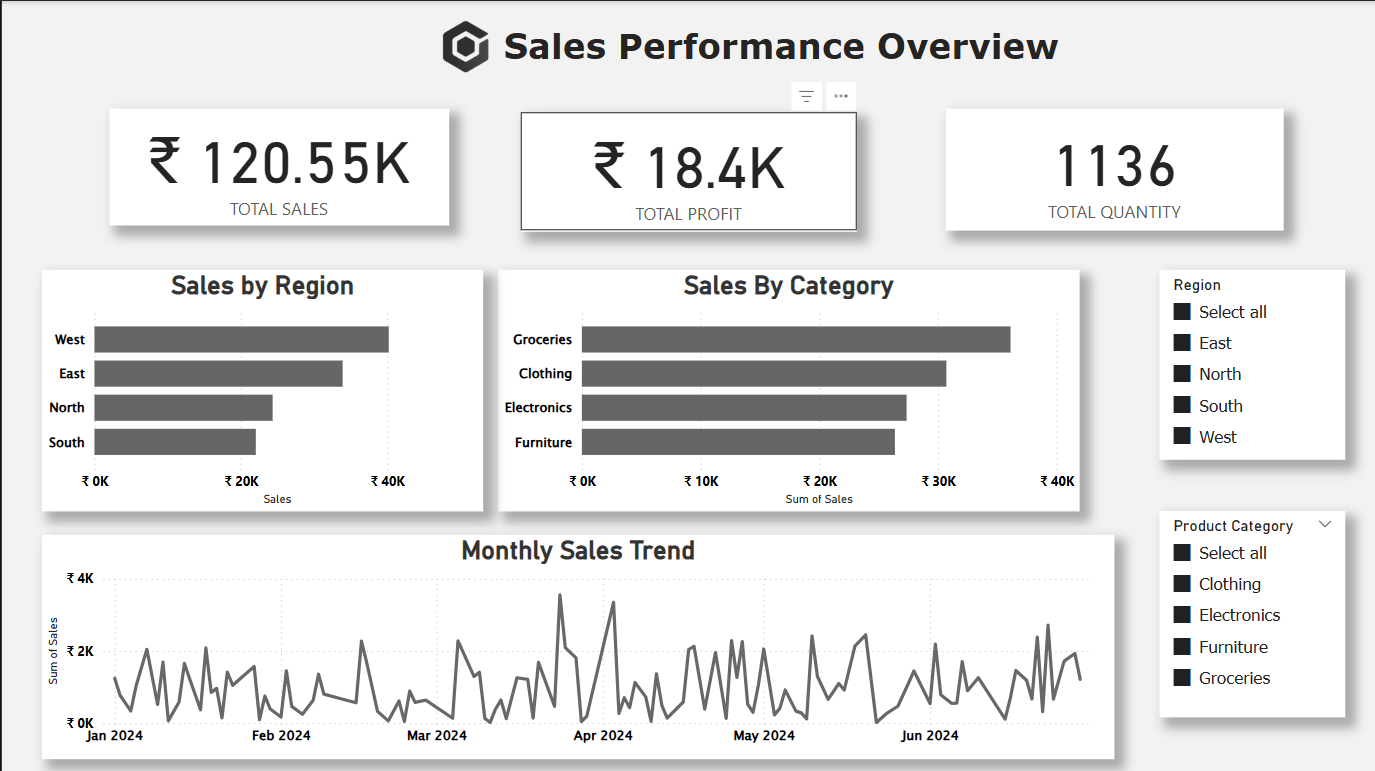 Sales Performance Overview
₹ 120.55K
TOTAL SALES
₹ 18.4K
TOTAL PROFIT
1136
TOTAL QUANTITY
Sales by Region
West
East
North
South
₹ 0K ₹ 20K ₹ 40K
Sales
Sales By Category
Groceries
Clothing
Electronics
Furniture
₹ 0K ₹ 10K ₹ 20K ₹ 30K ₹ 40K
Sum of Sales
Region
Select all
East
North
South
West
Monthly Sales Trend
Sum of Sales
₹ 4K
₹ 2K
₹ 0K
Jan 2024 Feb 2024 Mar 2024 Apr 2024 May 2024 Jun 2024
Product Category
Select all
Clothing
Electronics
Furniture
Groceries